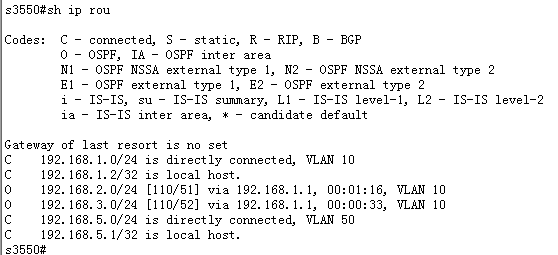 s3550#sh ip rou
Codes: C - connected, S - static, R - RIP, B - BGP
O - OSPF, IA - OSPF inter area
N1 - OSPF NSSA external type 1, N2 - OSPF NSSA external type 2
E1 - OSPF external type 1, E2 - OSPF external type 2
i - IS-IS, su - IS-IS summary, L1 - IS-IS level-1, L2 - IS-IS level-2
ia - IS-IS inter area, * - candidate default
Gateway of last resort is no set
C 192.168.1.0/24 is directly connected, VLAN 10
C 192.168.1.2/32 is local host.
O 192.168.2.0/24 [110/51] via 192.168.1.1, 00:01:16, VLAN 10
O 192.168.3.0/24 [110/52] via 192.168.1.1, 00:00:33, VLAN 10
C 192.168.5.0/24 is directly connected, VLAN 50
C 192.168.5.1/32 is local host.
s3550#